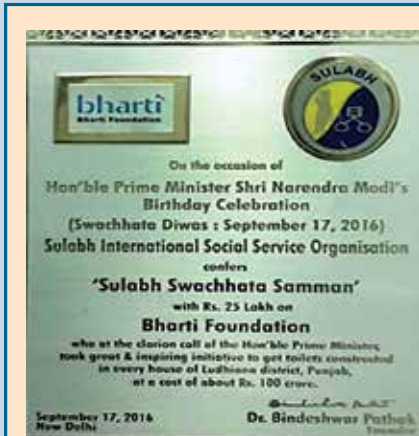 bharti
Bharti Foundation
SULABH
On the occasion of
Hon'ble Prime Minister Shri Narendra Modi's
Birthday Celebration
(Swachhata Diwas : September 17, 2016)
Sulabh International Social Service Organisation
confers
'Sulabh Swachhata Samman'
with Rs. 25 Lakh on
Bharti Foundation
who at the clarion call of the Hon'ble Prime Minister,
took great & inspiring initiative to get toilets constructed
in every house of Ludhiana district, Punjab,
at a cost of about Rs. 100 crore.
September 17, 2016
New Delhi
Dr. Bindeshwar Pathak
Founder